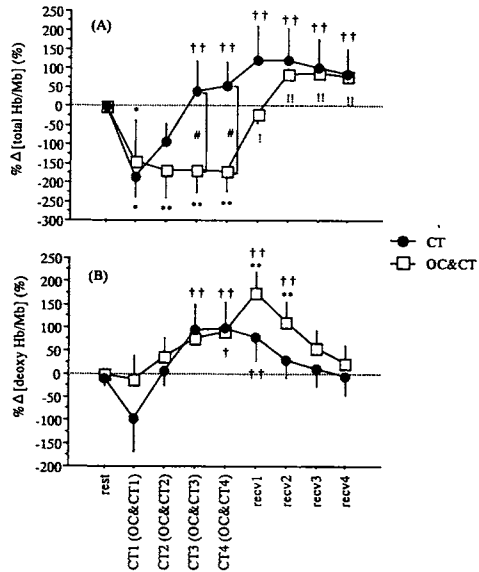 (A)
% Δ [total Hb/Mb] (%)
250
200
150
100
50
0
-50
-100
-150
-200
-250
-300
†† †† †† †† †† ††
*
# #
! !! !! !!
* ** ** **
CT
OC&CT
(B)
% Δ [deoxy Hb/Mb] (%)
250
200
150
100
50
0
-50
-100
-150
-200
†† †† †† ††
** **
† ††
rest
CT1 (OC&CT1)
CT2 (OC&CT2)
CT3 (OC&CT3)
CT4 (OC&CT4)
recv1
recv2
recv3
recv4